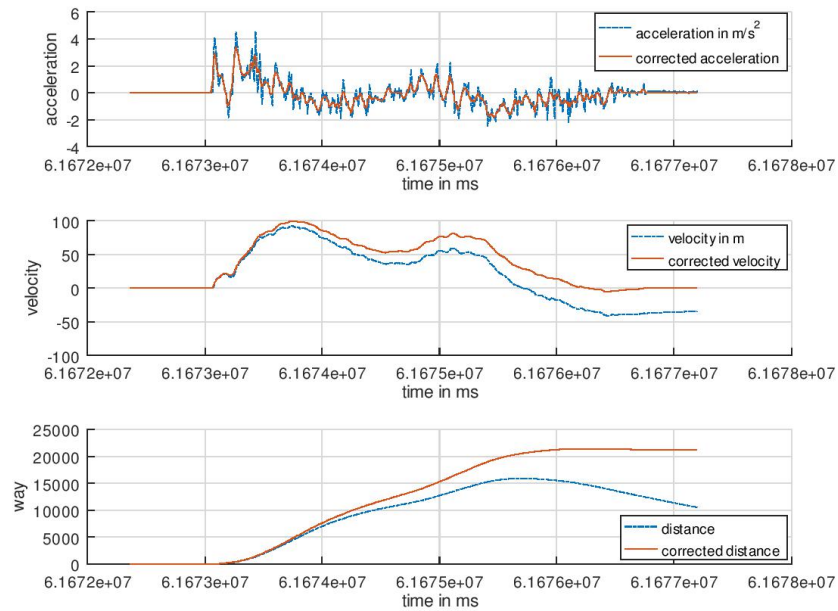 6
4
2
0
-2
-4
acceleration
acceleration in m/s²
corrected acceleration
6.1672e+07 6.1673e+07 6.1674e+07 6.1675e+07 6.1676e+07 6.1677e+07 6.1678e+07
time in ms
100
50
0
-50
-100
velocity
velocity in m
corrected velocity
6.1672e+07 6.1673e+07 6.1674e+07 6.1675e+07 6.1676e+07 6.1677e+07 6.1678e+07
time in ms
25000
20000
15000
10000
5000
0
way
distance
corrected distance
6.1672e+07 6.1673e+07 6.1674e+07 6.1675e+07 6.1676e+07 6.1677e+07 6.1678e+07
time in ms